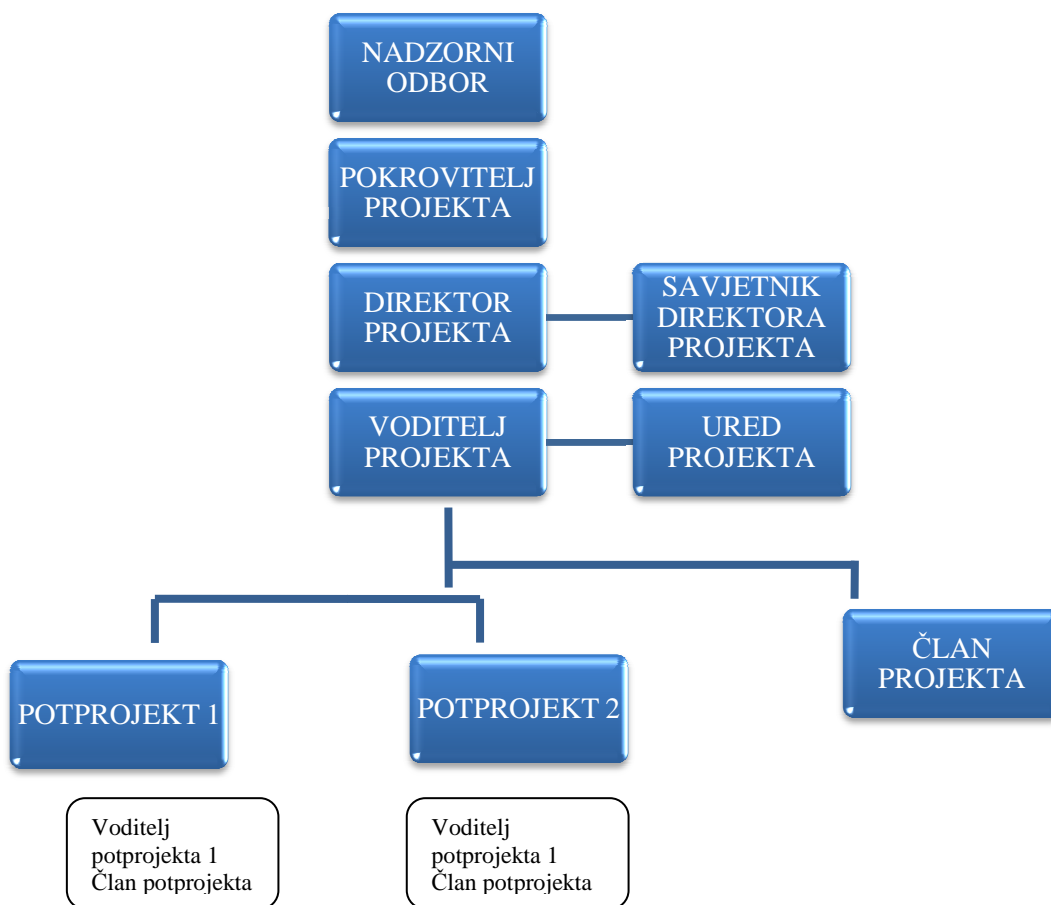 NADZORNI
ODBOR
POKROVITELJ
PROJEKTA
DIREKTOR
PROJEKTA
SAVJETNIK
DIREKTORA
PROJEKTA
VODITELJ
PROJEKTA
URED
PROJEKTA
ČLAN
PROJEKTA
POTPROJEKT 1
POTPROJEKT 2
Voditelj
potprojekta 1
Član potprojekta
Voditelj
potprojekta 1
Član potprojekta